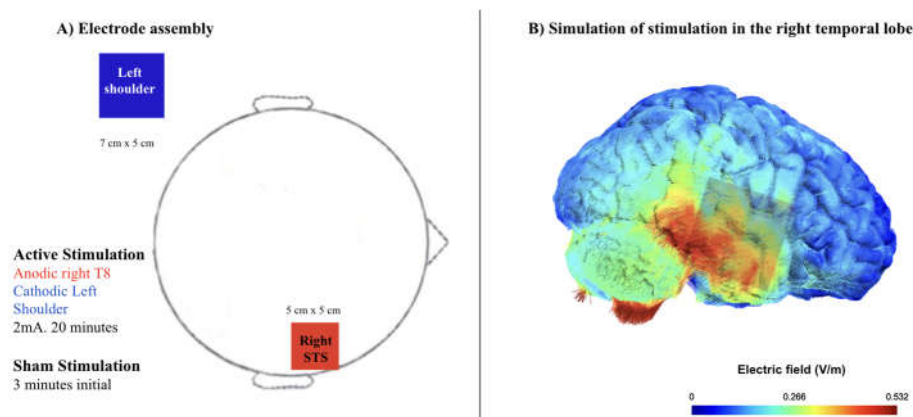 A) Electrode assembly
Left
shoulder
7 cm x 5 cm
Active Stimulation
Anodic right T8
Cathodic Left
Shoulder
2mA. 20 minutes
Sham Stimulation
3 minutes initial
5 cm x 5 cm
Right
STS
B) Simulation of stimulation in the right temporal lobe
Electric field (V/m)
0
0.266
0.532